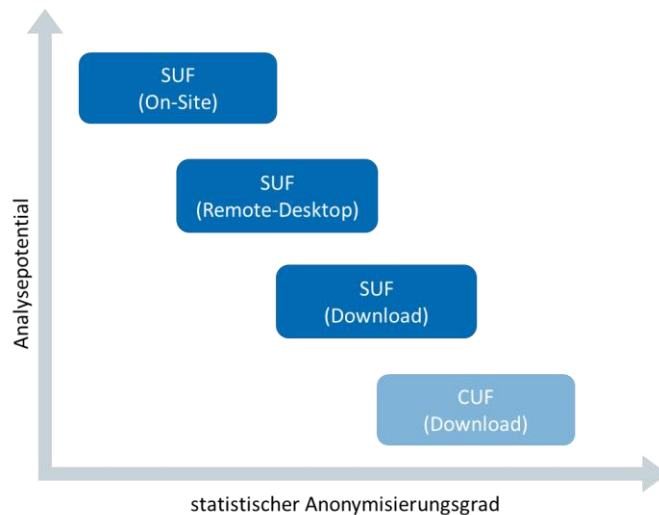 SUF
(On-Site)
SUF
(Remote-Desktop)
SUF
(Download)
CUF
(Download)
Analysepotential
statistischer Anonymisierungsgrad